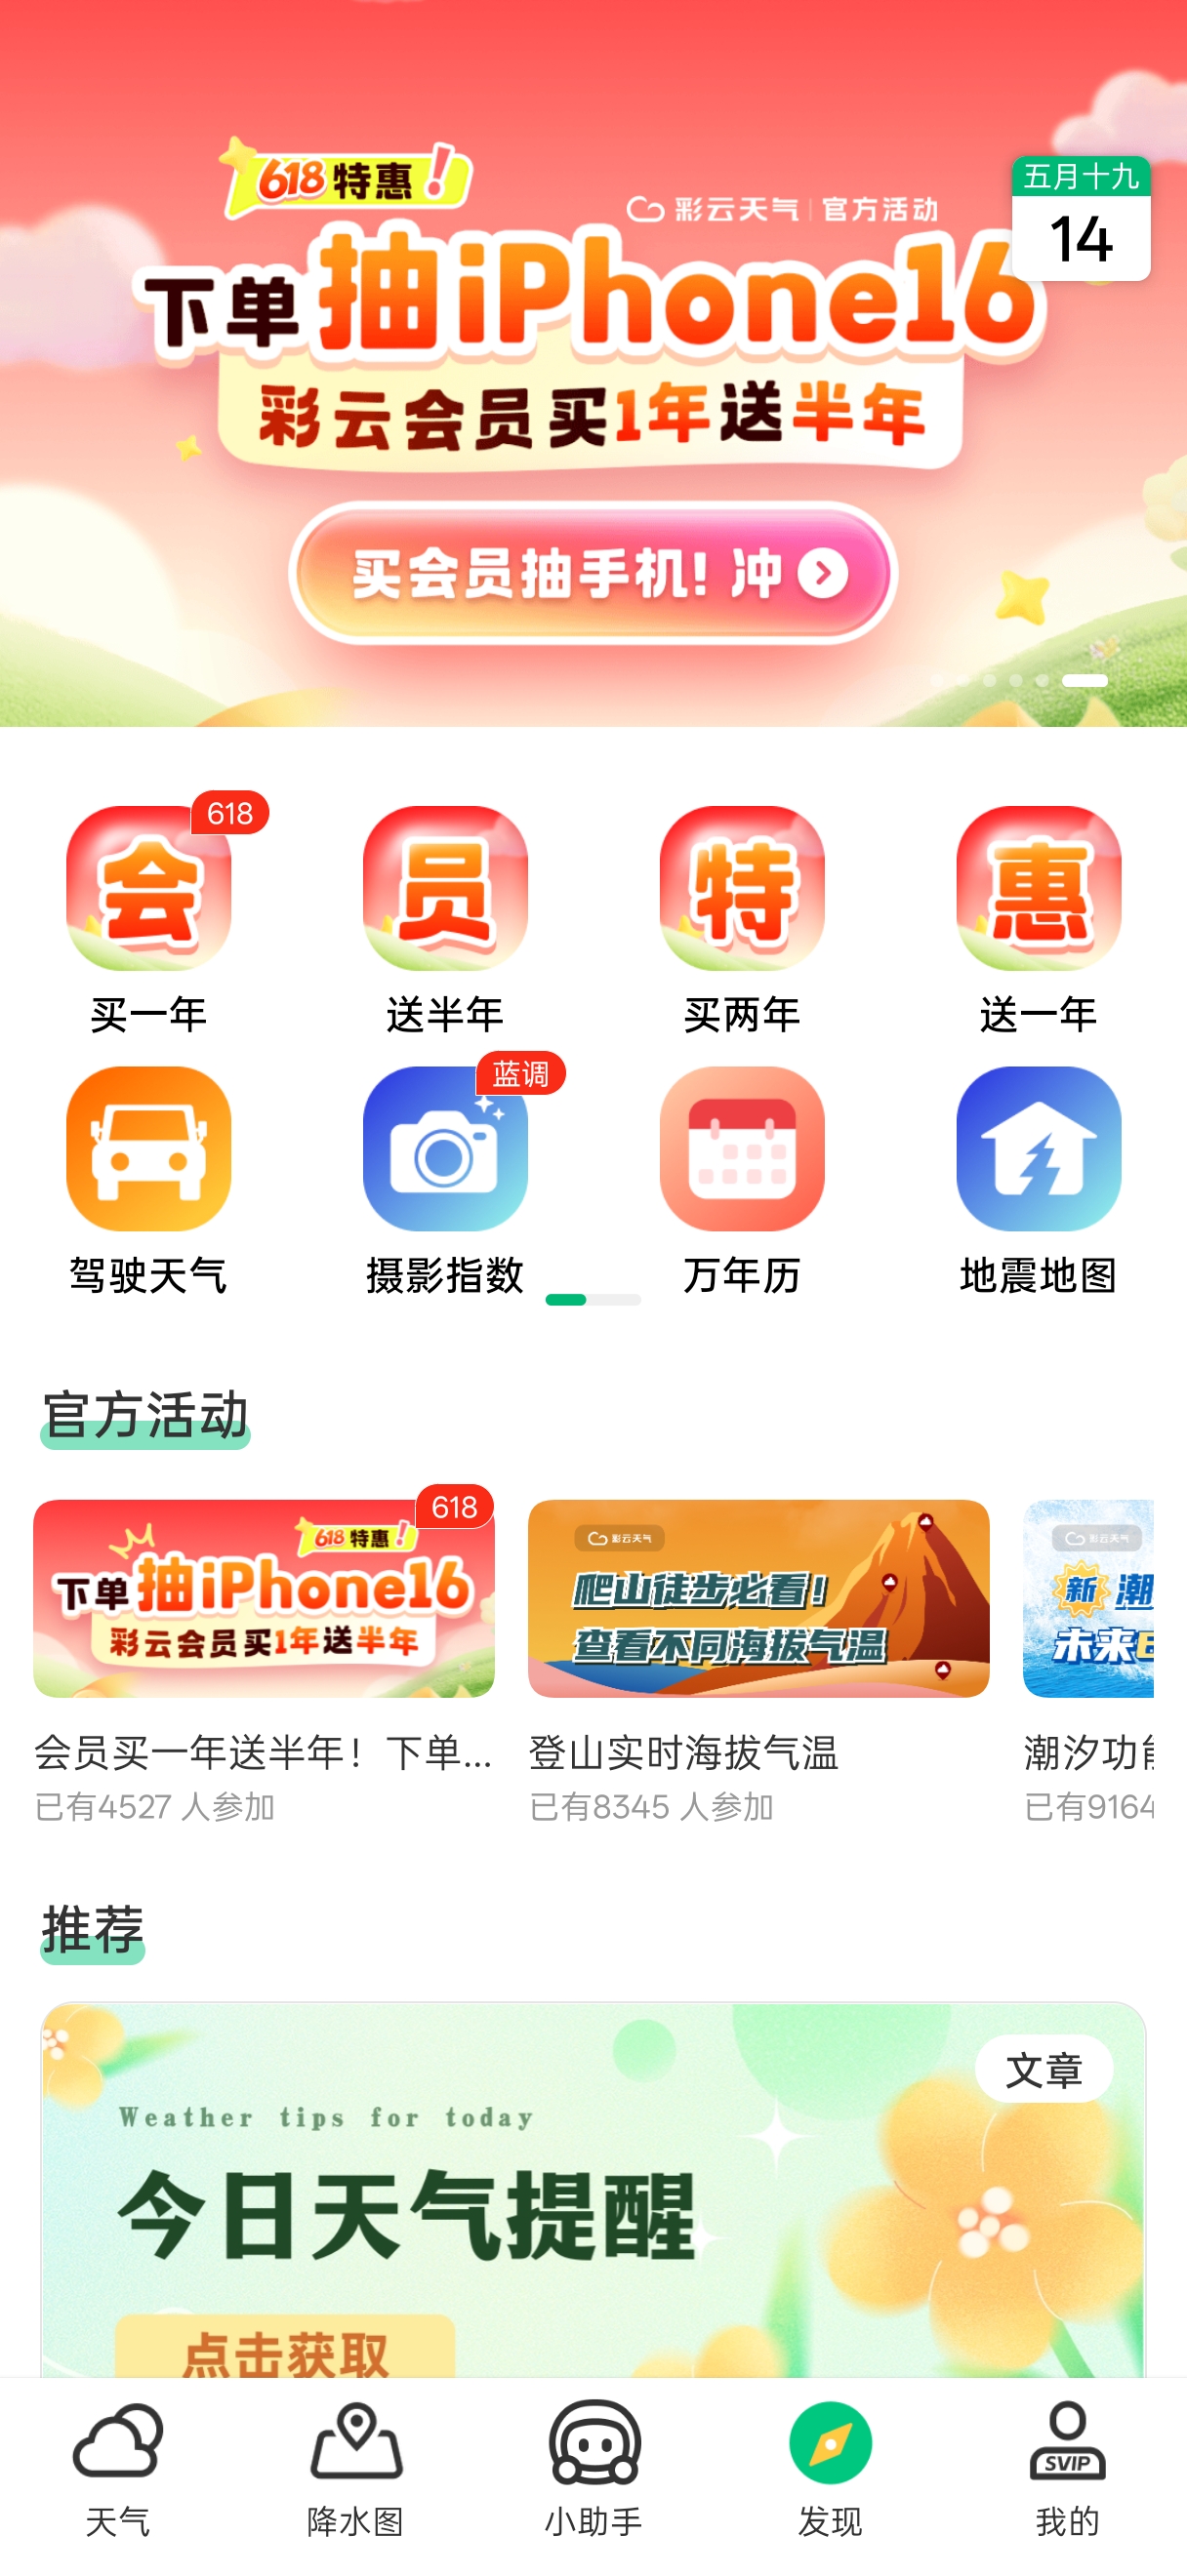 618特惠!
彩云天气 | 官方活动
五月十九
14
下单抽iPhone16
彩云会员买1年送半年
买会员抽手机! 冲
618
会 员 特 惠
买一年 送半年 买两年 送一年
蓝调
驾驶天气 摄影指数 万年历 地震地图
官方活动
618
618特惠!
下单抽iPhone16
彩云会员买1年送半年
彩云天气
爬山徒步必看!
查看不同海拔气温
彩云天气
新 潮
未来
会员买一年送半年！下单... 登山实时海拔气温 潮汐功
已有4527 人参加 已有8345 人参加 已有9164
推荐
文章
Weather tips for today
今日天气提醒
点击获取
SVIP
天气 降水图 小助手 发现 我的